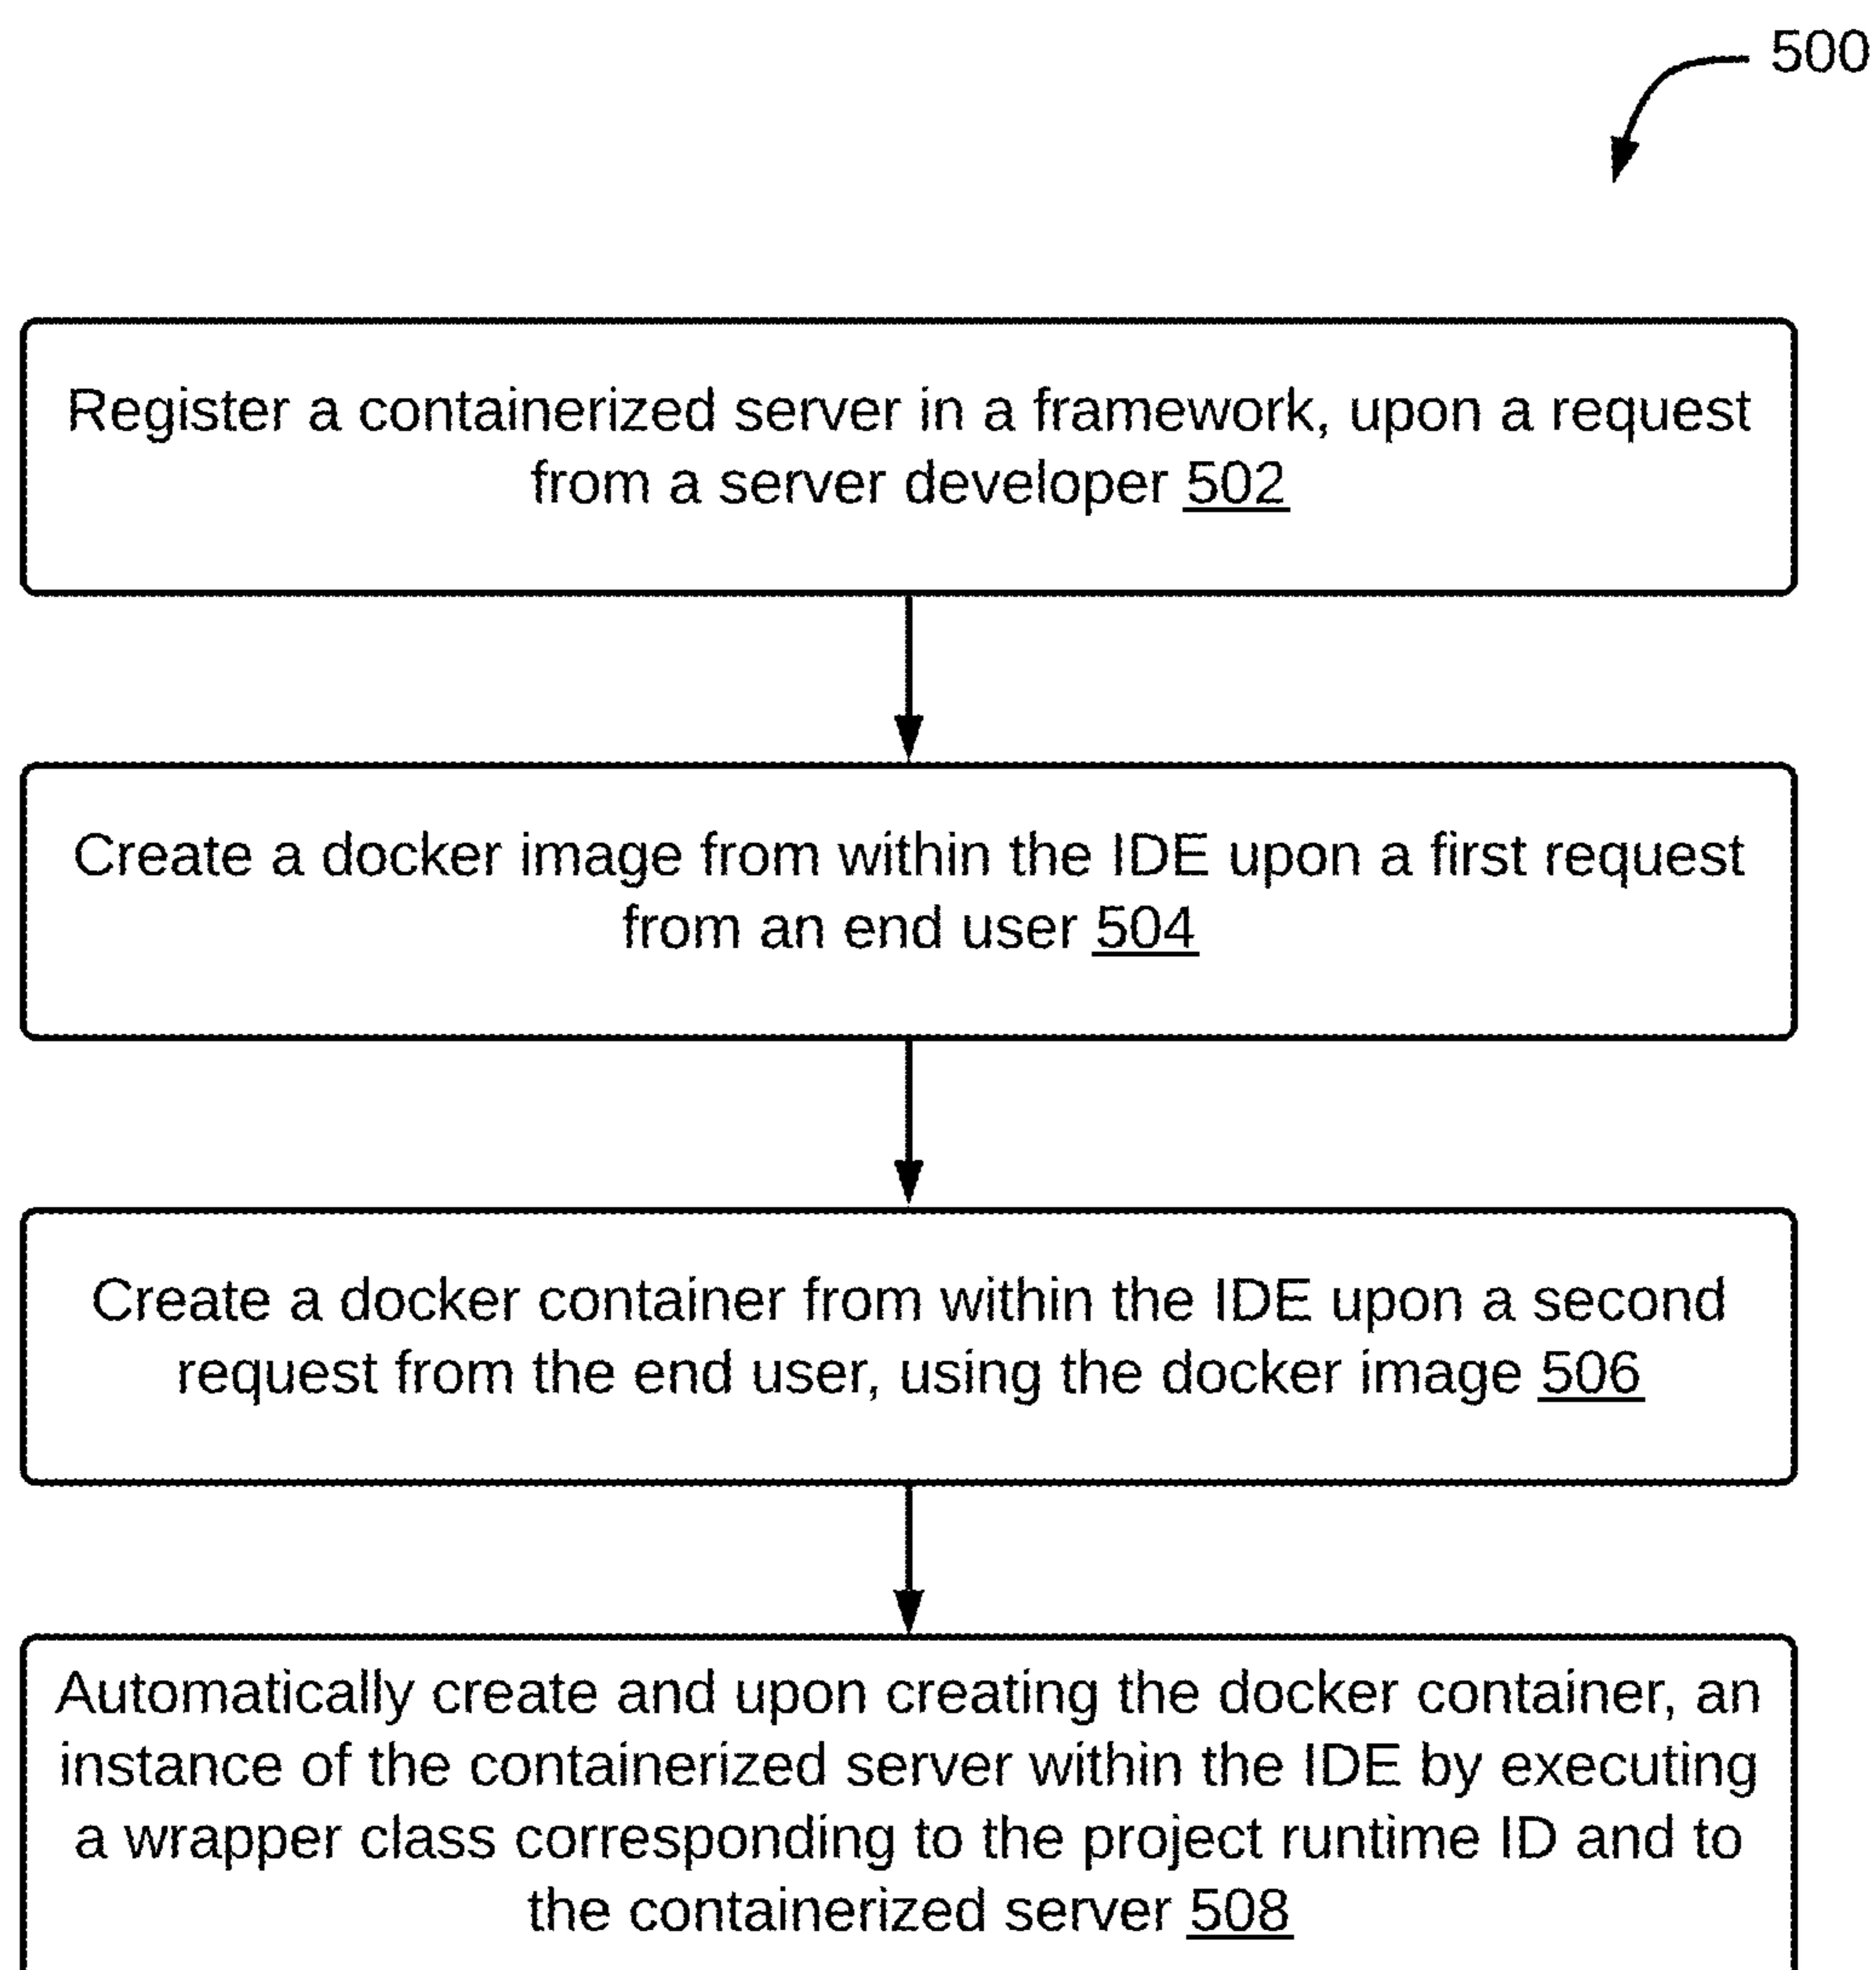 500
Register a containerized server in a framework, upon a request
from a server developer 502
Create a docker image from within the IDE upon a first request
from an end user 504
Create a docker container from within the IDE upon a second
request from the end user, using the docker image 506
Automatically create and upon creating the docker container, an
instance of the containerized server within the IDE by executing
a wrapper class corresponding to the project runtime ID and to
the containerized server 508